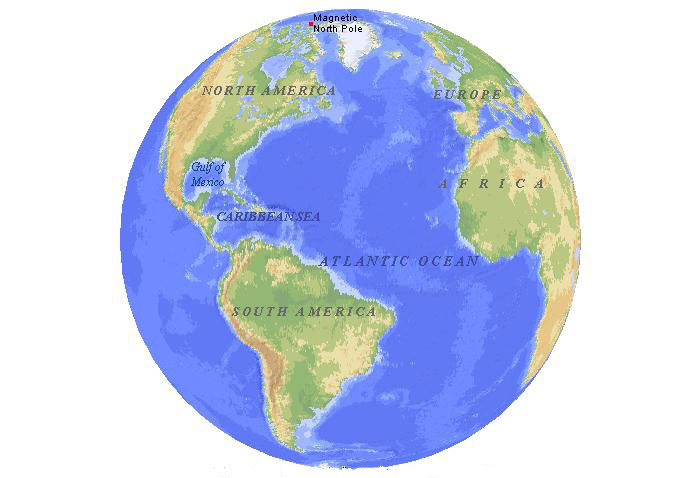 Magnetic
North Pole
NORTH AMERICA
EUROPE
Gulf of
Mexico
AFRICA
CARIBBEAN SEA
ATLANTIC OCEAN
SOUTH AMERICA